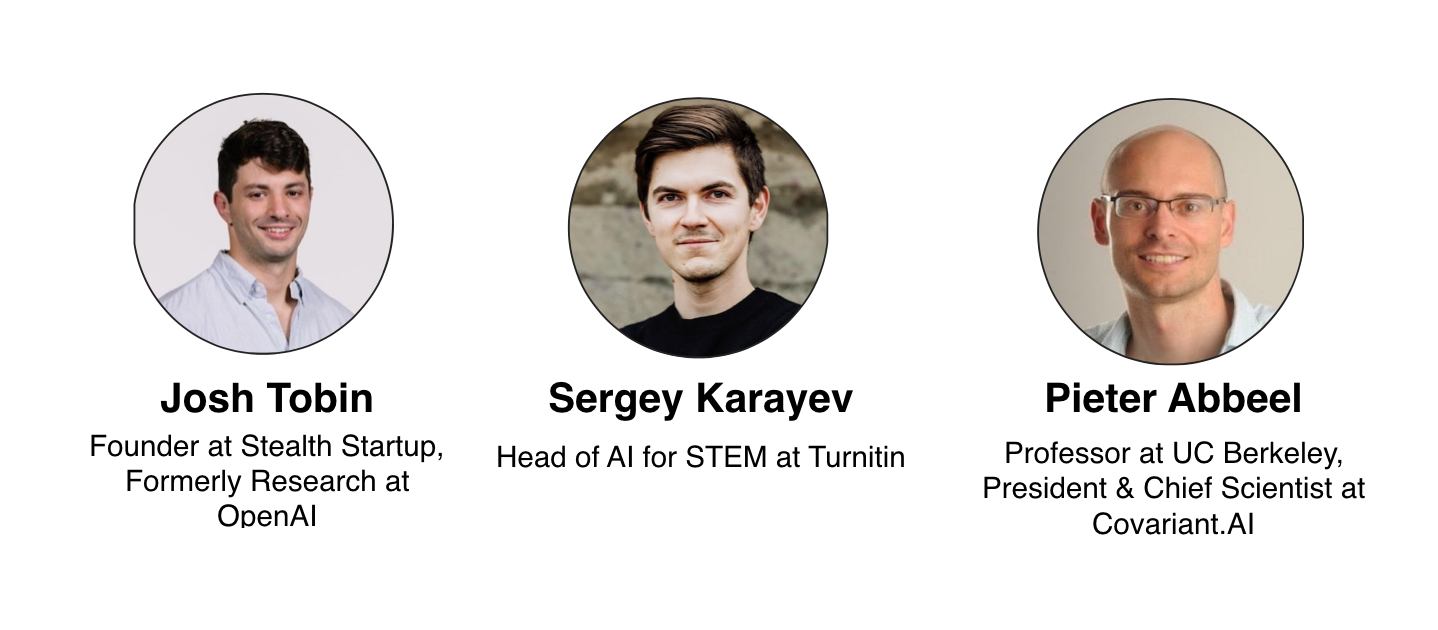 Josh Tobin
Founder at Stealth Startup,
Formerly Research at
OpenAI
Sergey Karayev
Head of AI for STEM at Turnitin
Pieter Abbeel
Professor at UC Berkeley,
President & Chief Scientist at
Covariant.AI